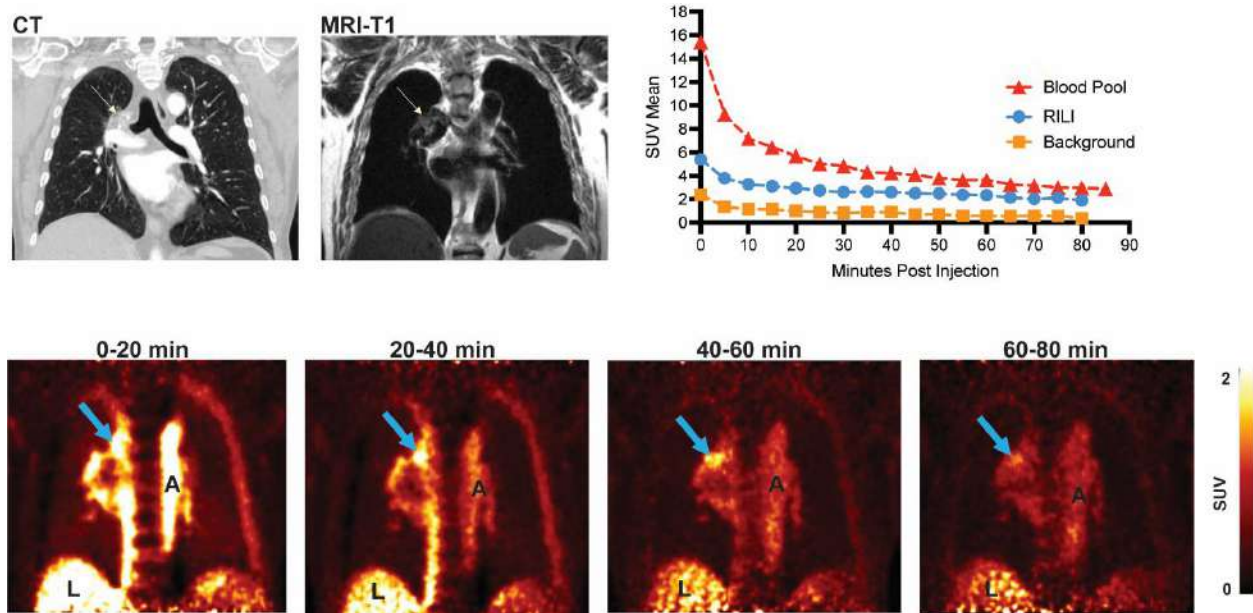 CT
MRI-T1
18
16
14
12
10
8
6
4
2
0
SUV Mean
Blood Pool
RILI
Background
0 10 20 30 40 50 60 70 80 90
Minutes Post Injection
0-20 min
20-40 min
40-60 min
60-80 min
A
L
A
L
A
L
A
L
2
SUV
0